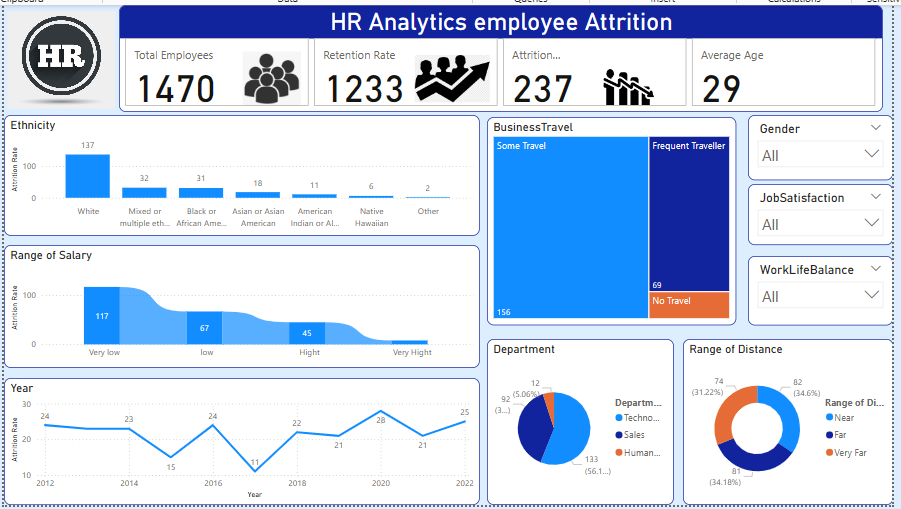 Data
Queries
Insert
Calculations
HR
HR Analytics employee Attrition
Total Employees
1470
Retention Rate
1233
Attrition...
237
Average Age
29
Ethnicity
Attrition Rate
100
0
137
32
31
18
11
6
2
White
Mixed or
multiple eth...
Black or
African Ame...
Asian or Asian
American
American
Indian or Al...
Native
Hawaiian
Other
BusinessTravel
Some Travel
156
Frequent Traveller
69
No Travel
Gender
All
JobSatisfaction
All
WorkLifeBalance
All
Range of Salary
Attrition Rate
100
0
117
67
45
Very low
low
Hight
Very Hight
Year
Attrition Rate
30
20
10
24
23
15
24
11
22
21
28
21
25
2012
2014
2016
2018
2020
2022
Year
Department
12
(5.06%)
92
(3...)
133
(56.1...)
Departm...
Techno...
Sales
Human...
Range of Distance
74
(31.22%)
82
(34.6%)
81
(34.18%)
Range of Di...
Near
Far
Very Far